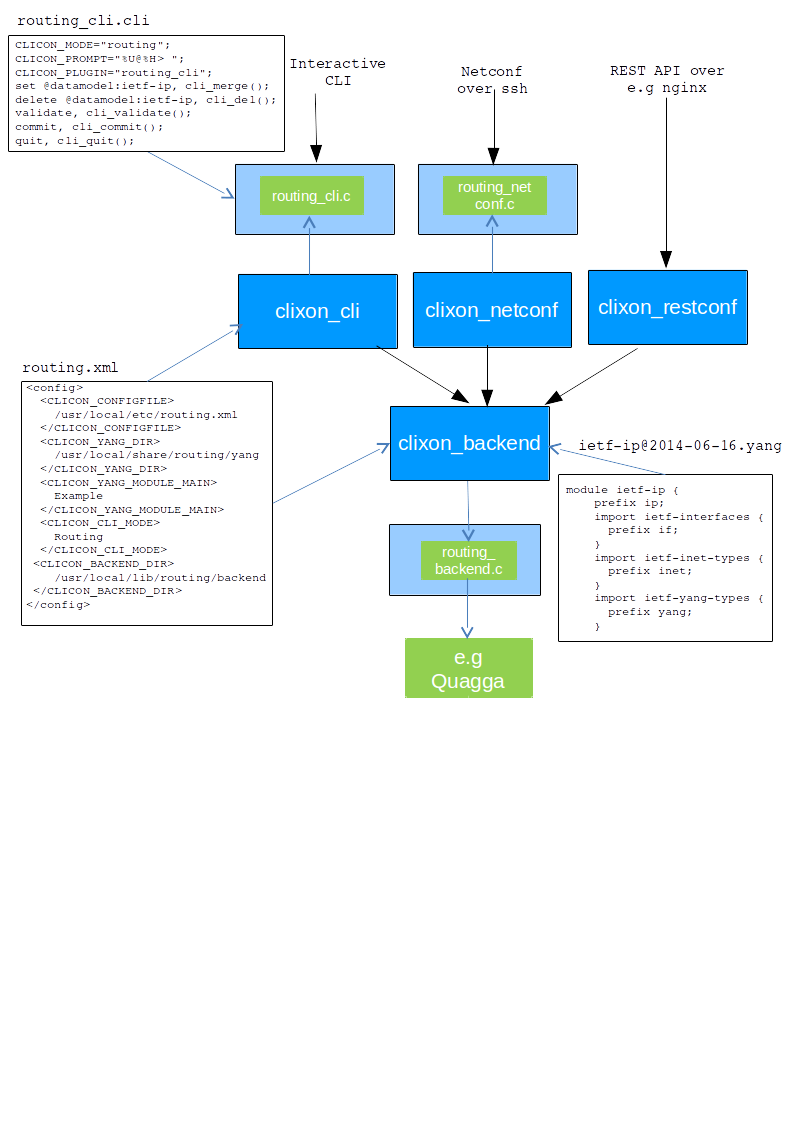 routing_cli.cli
CLICON_MODE="routing";
CLICON_PROMPT="%U@%H> ";
CLICON_PLUGIN="routing_cli";
set @datamodel:ietf-ip, cli_merge();
delete @datamodel:ietf-ip, cli_del();
validate, cli_validate();
commit, cli_commit();
quit, cli_quit();
Interactive
CLI
Netconf
over ssh
REST API over
e.g nginx
routing_cli.c
routing_net
conf.c
clixon_cli
clixon_netconf
clixon_restconf
routing.xml
<config>
<CLICON_CONFIGFILE>
/usr/local/etc/routing.xml
</CLICON_CONFIGFILE>
<CLICON_YANG_DIR>
/usr/local/share/routing/yang
</CLICON_YANG_DIR>
<CLICON_YANG_MODULE_MAIN>
Example
</CLICON_YANG_MODULE_MAIN>
<CLICON_CLI_MODE>
Routing
</CLICON_CLI_MODE>
<CLICON_BACKEND_DIR>
/usr/local/lib/routing/backend
</CLICON_BACKEND_DIR>
</config>
clixon_backend
routing_
backend.c
e.g
Quagga
ietf-ip@2014-06-16.yang
module ietf-ip {
prefix ip;
import ietf-interfaces {
prefix if;
}
import ietf-inet-types {
prefix inet;
}
import ietf-yang-types {
prefix yang;
}